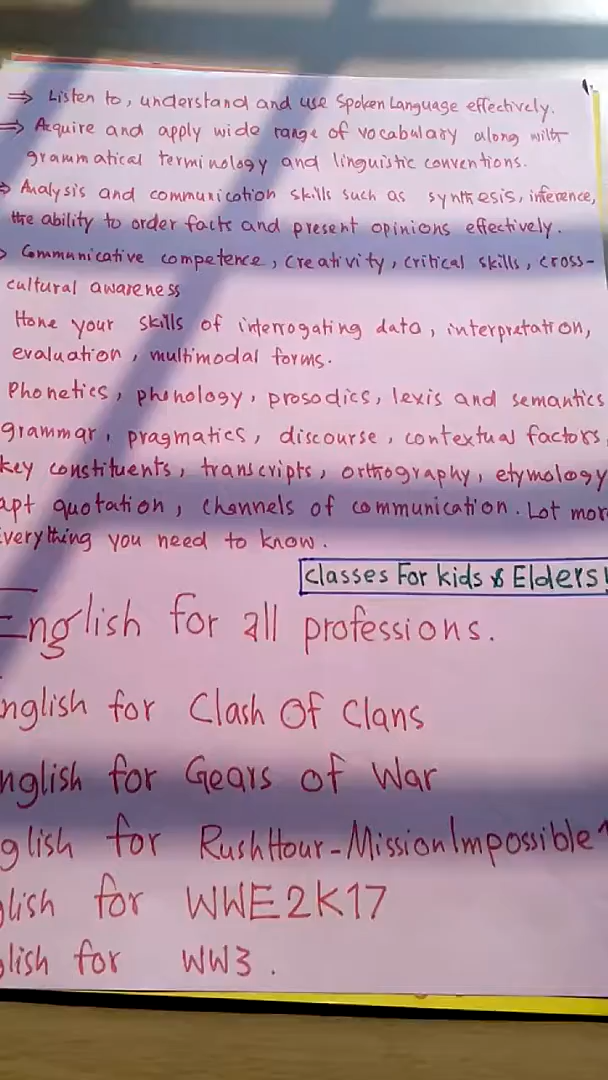 ⇒ Listen to, understand and use Spoken Language effectively.
⇒ Acquire and apply wide range of vocabulary along with
grammatical terminology and linguistic conventions.
⇒ Analysis and communication skills such as synthesis, inference,
the ability to order facts and present opinions effectively.
⇒ Communicative competence, creativity, critical skills, cross-
cultural awareness
Hone your skills of interrogating data, interpretation,
evaluation, multimodal forms.
Phonetics, phonology, prosodics, lexis and semantics
grammar, pragmatics, discourse, contextual factors,
key constituents, transcripts, orthography, etymology
apt quotation, channels of communication. Lot more
everything you need to know.
Classes For kids & Elders!
English for all professions.
English for Clash Of Clans
nglish for Gears of War
glish for RushHour-MissionImpossible
lish for WWE2K17
lish for WW3.